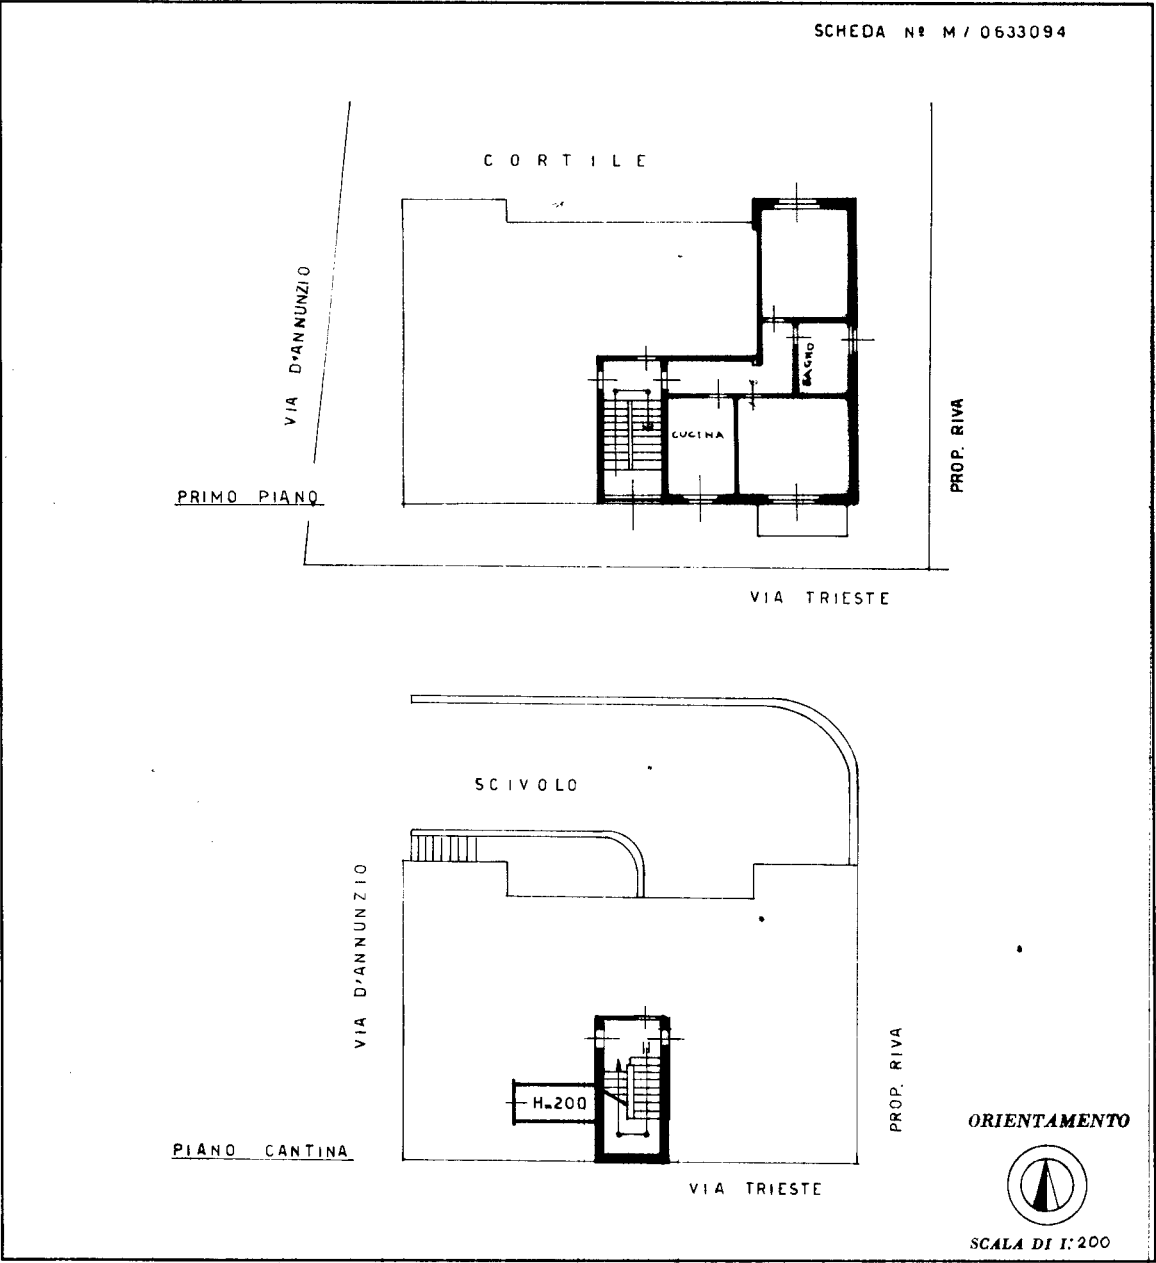 SCHEDA Nº M/0633094
CORTILE
VIA D'ANNUNZIO
BAGNO
CUCINA
PROP. RIVA
PRIMO PIANO
VIA TRIESTE
SCIVOLO
VIA D'ANNUNZIO
H=200
PROP. RIVA
PIANO CANTINA
VIA TRIESTE
ORIENTAMENTO
SCALA DI 1:200